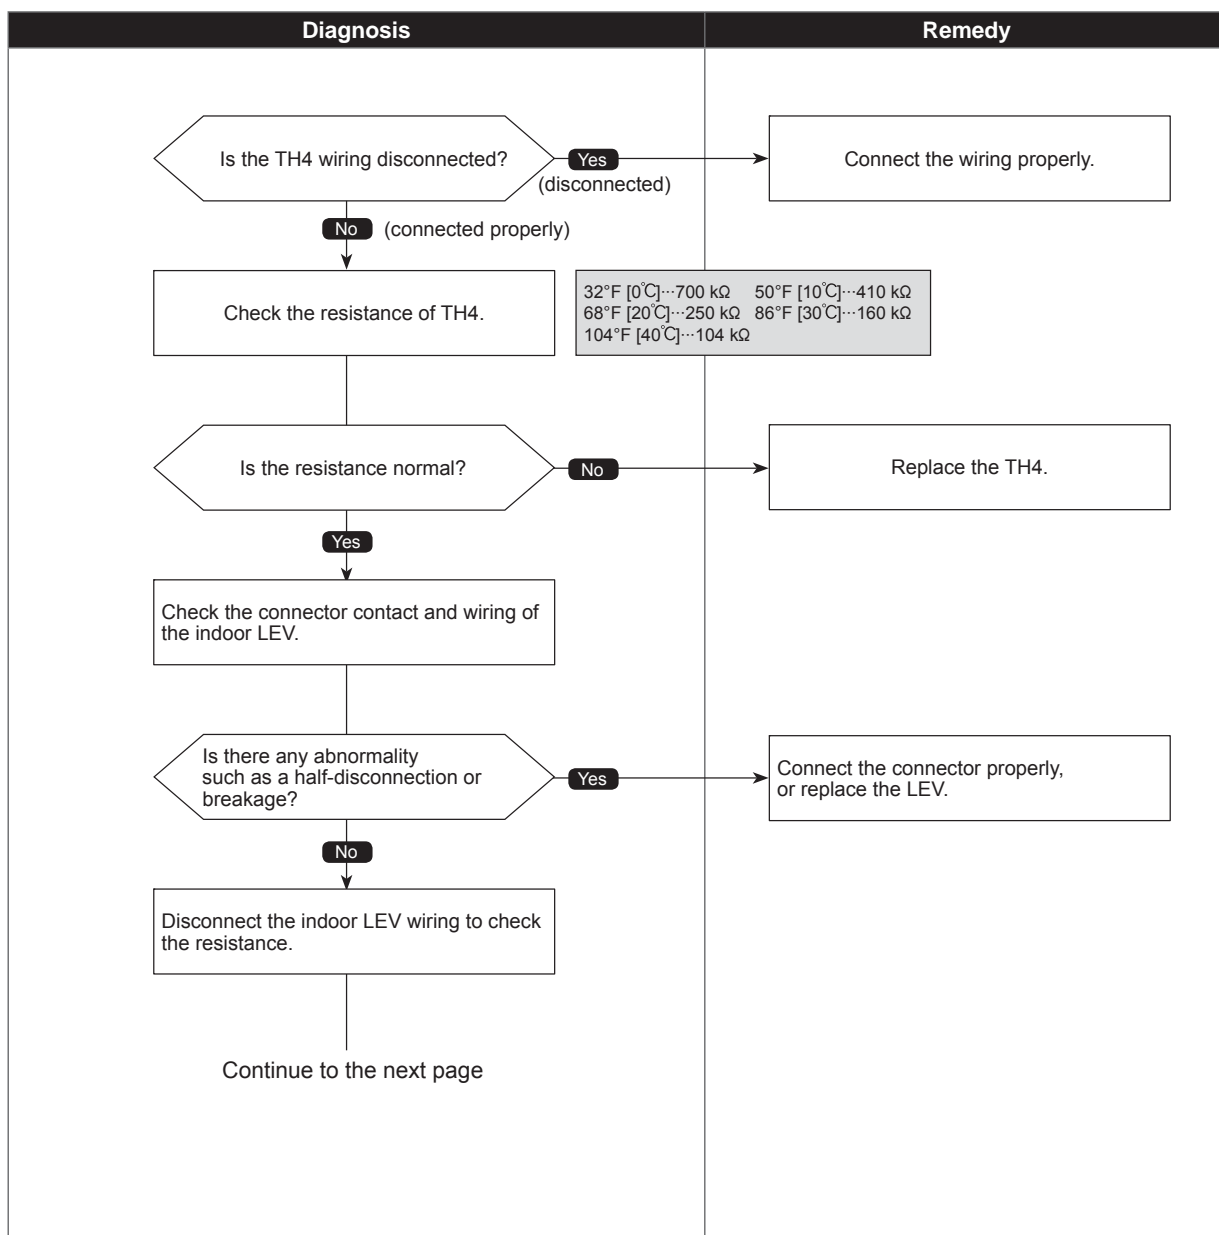 Diagnosis
Remedy
Is the TH4 wiring disconnected?
Yes
(disconnected)
Connect the wiring properly.
No
(connected properly)
Check the resistance of TH4.
32°F [0℃]···700 kΩ 50°F [10℃]···410 kΩ
68°F [20℃]···250 kΩ 86°F [30℃]···160 kΩ
104°F [40℃]···104 kΩ
Is the resistance normal?
No
Replace the TH4.
Yes
Check the connector contact and wiring of
the indoor LEV.
Is there any abnormality
such as a half-disconnection or
breakage?
Yes
Connect the connector properly,
or replace the LEV.
No
Disconnect the indoor LEV wiring to check
the resistance.
Continue to the next page